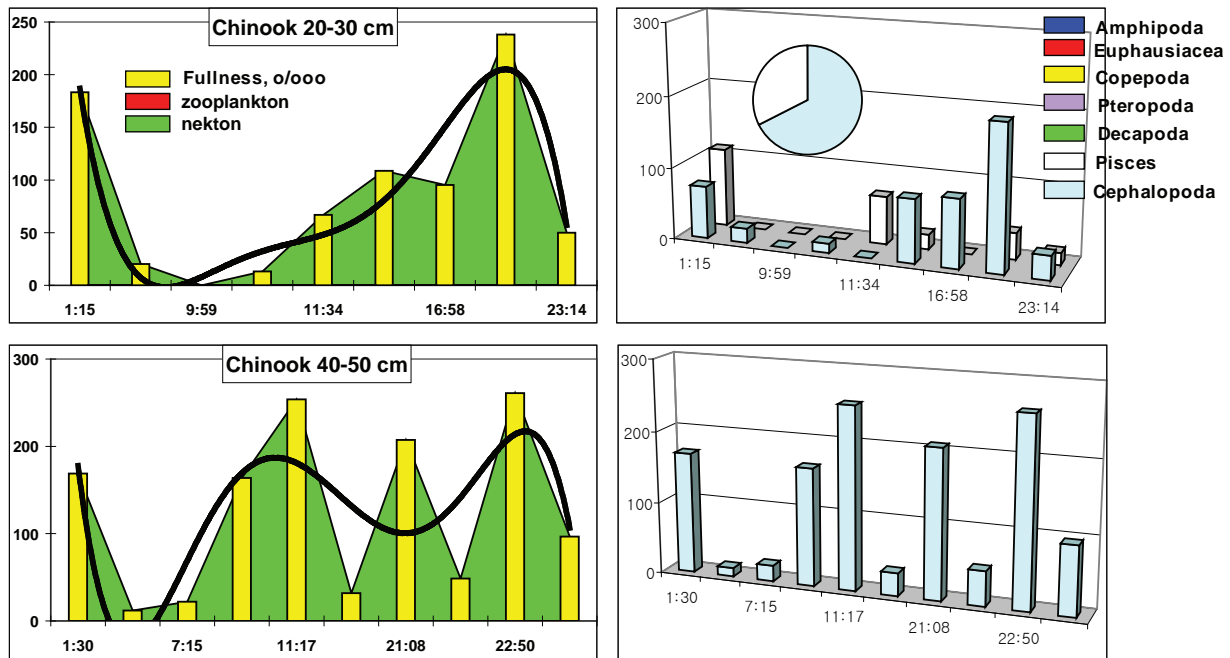 Chinook 20-30 cm
250
200
150
100
50
0
Fullness, o/ooo
zooplankton
nekton
1:15 9:59 11:34 16:58 23:14
300
200
100
0
1:15 9:59 11:34 16:58 23:14
Amphipoda
Euphausiacea
Copepoda
Pteropoda
Decapoda
Pisces
Cephalopoda
Chinook 40-50 cm
300
200
100
0
1:30 7:15 11:17 21:08 22:50
300
200
100
0
1:30 7:15 11:17 21:08 22:50